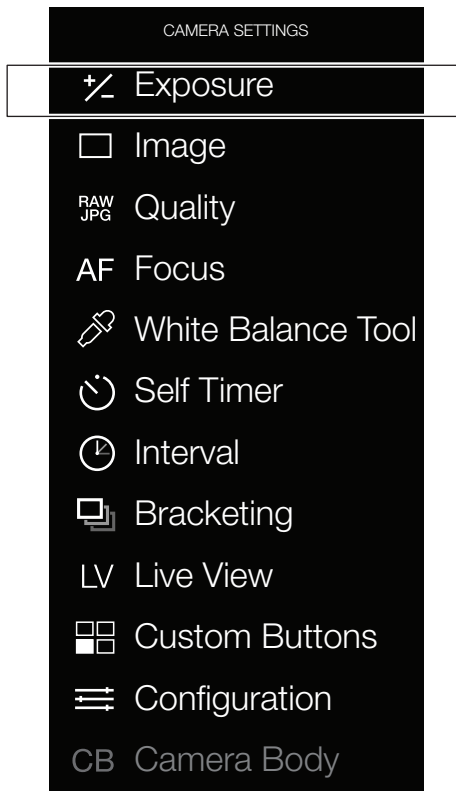 CAMERA SETTINGS
Exposure
Image
RAW JPG Quality
AF Focus
White Balance Tool
Self Timer
Interval
Bracketing
LV Live View
Custom Buttons
Configuration
CB Camera Body